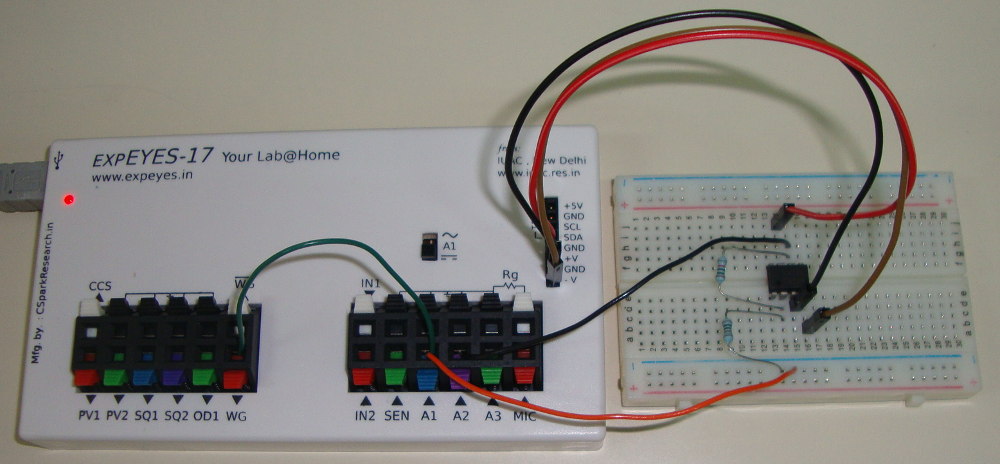 EXPEYES-17 Your Lab@Home
www.expeyes.in
IUAC, New Delhi
res.in
+5V
GND
SCL
SDA
GND
+V
GND
-V
A1
CCS
WG
IN1
Rg
PV1 PV2 SQ1 SQ2 OD1 WG
IN2 SEN A1 A2 A3 MIC
Mfg. by : CSparkResearch.in